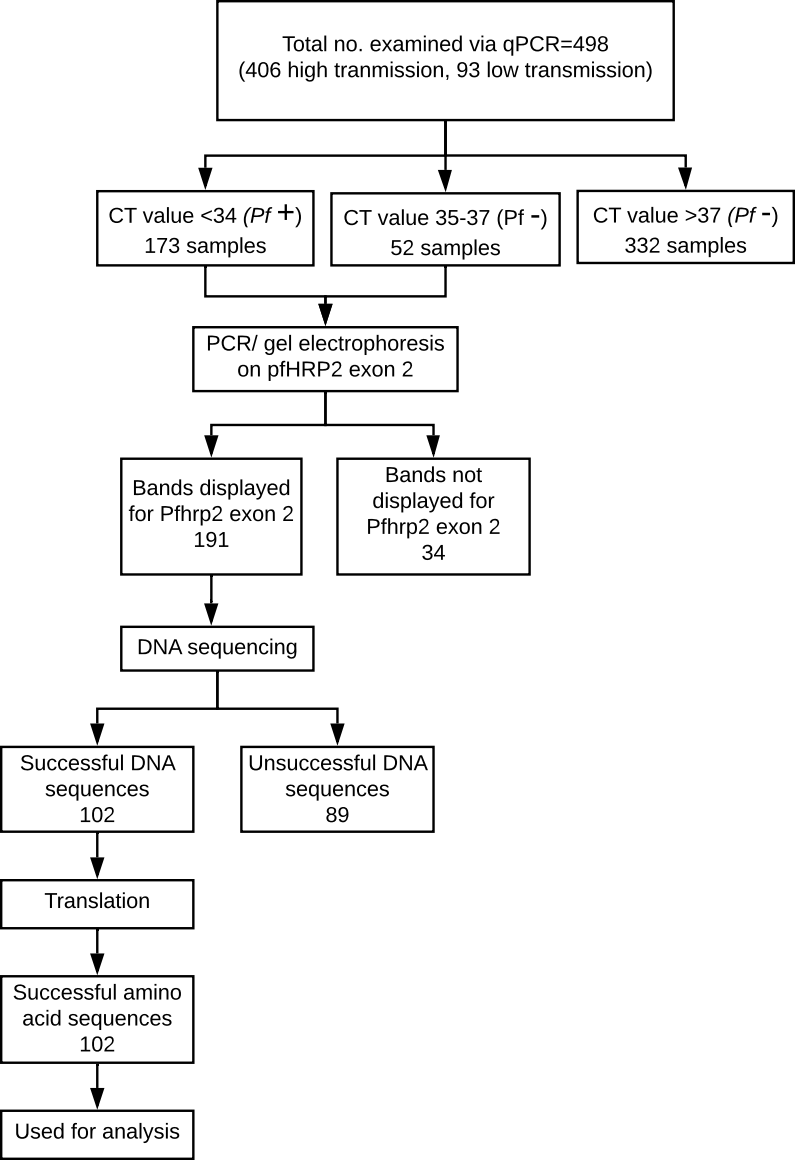 Total no. examined via qPCR=498
(406 high tranmission, 93 low transmission)
CT value <34 (Pf +)
173 samples
CT value 35-37 (Pf -)
52 samples
CT value >37 (Pf -)
332 samples
PCR/ gel electrophoresis
on pfHRP2 exon 2
Bands displayed
for Pfhrp2 exon 2
191
Bands not
displayed for
Pfhrp2 exon 2
34
DNA sequencing
Successful DNA
sequences
102
Unsuccessful DNA
sequences
89
Translation
Successful amino
acid sequences
102
Used for analysis